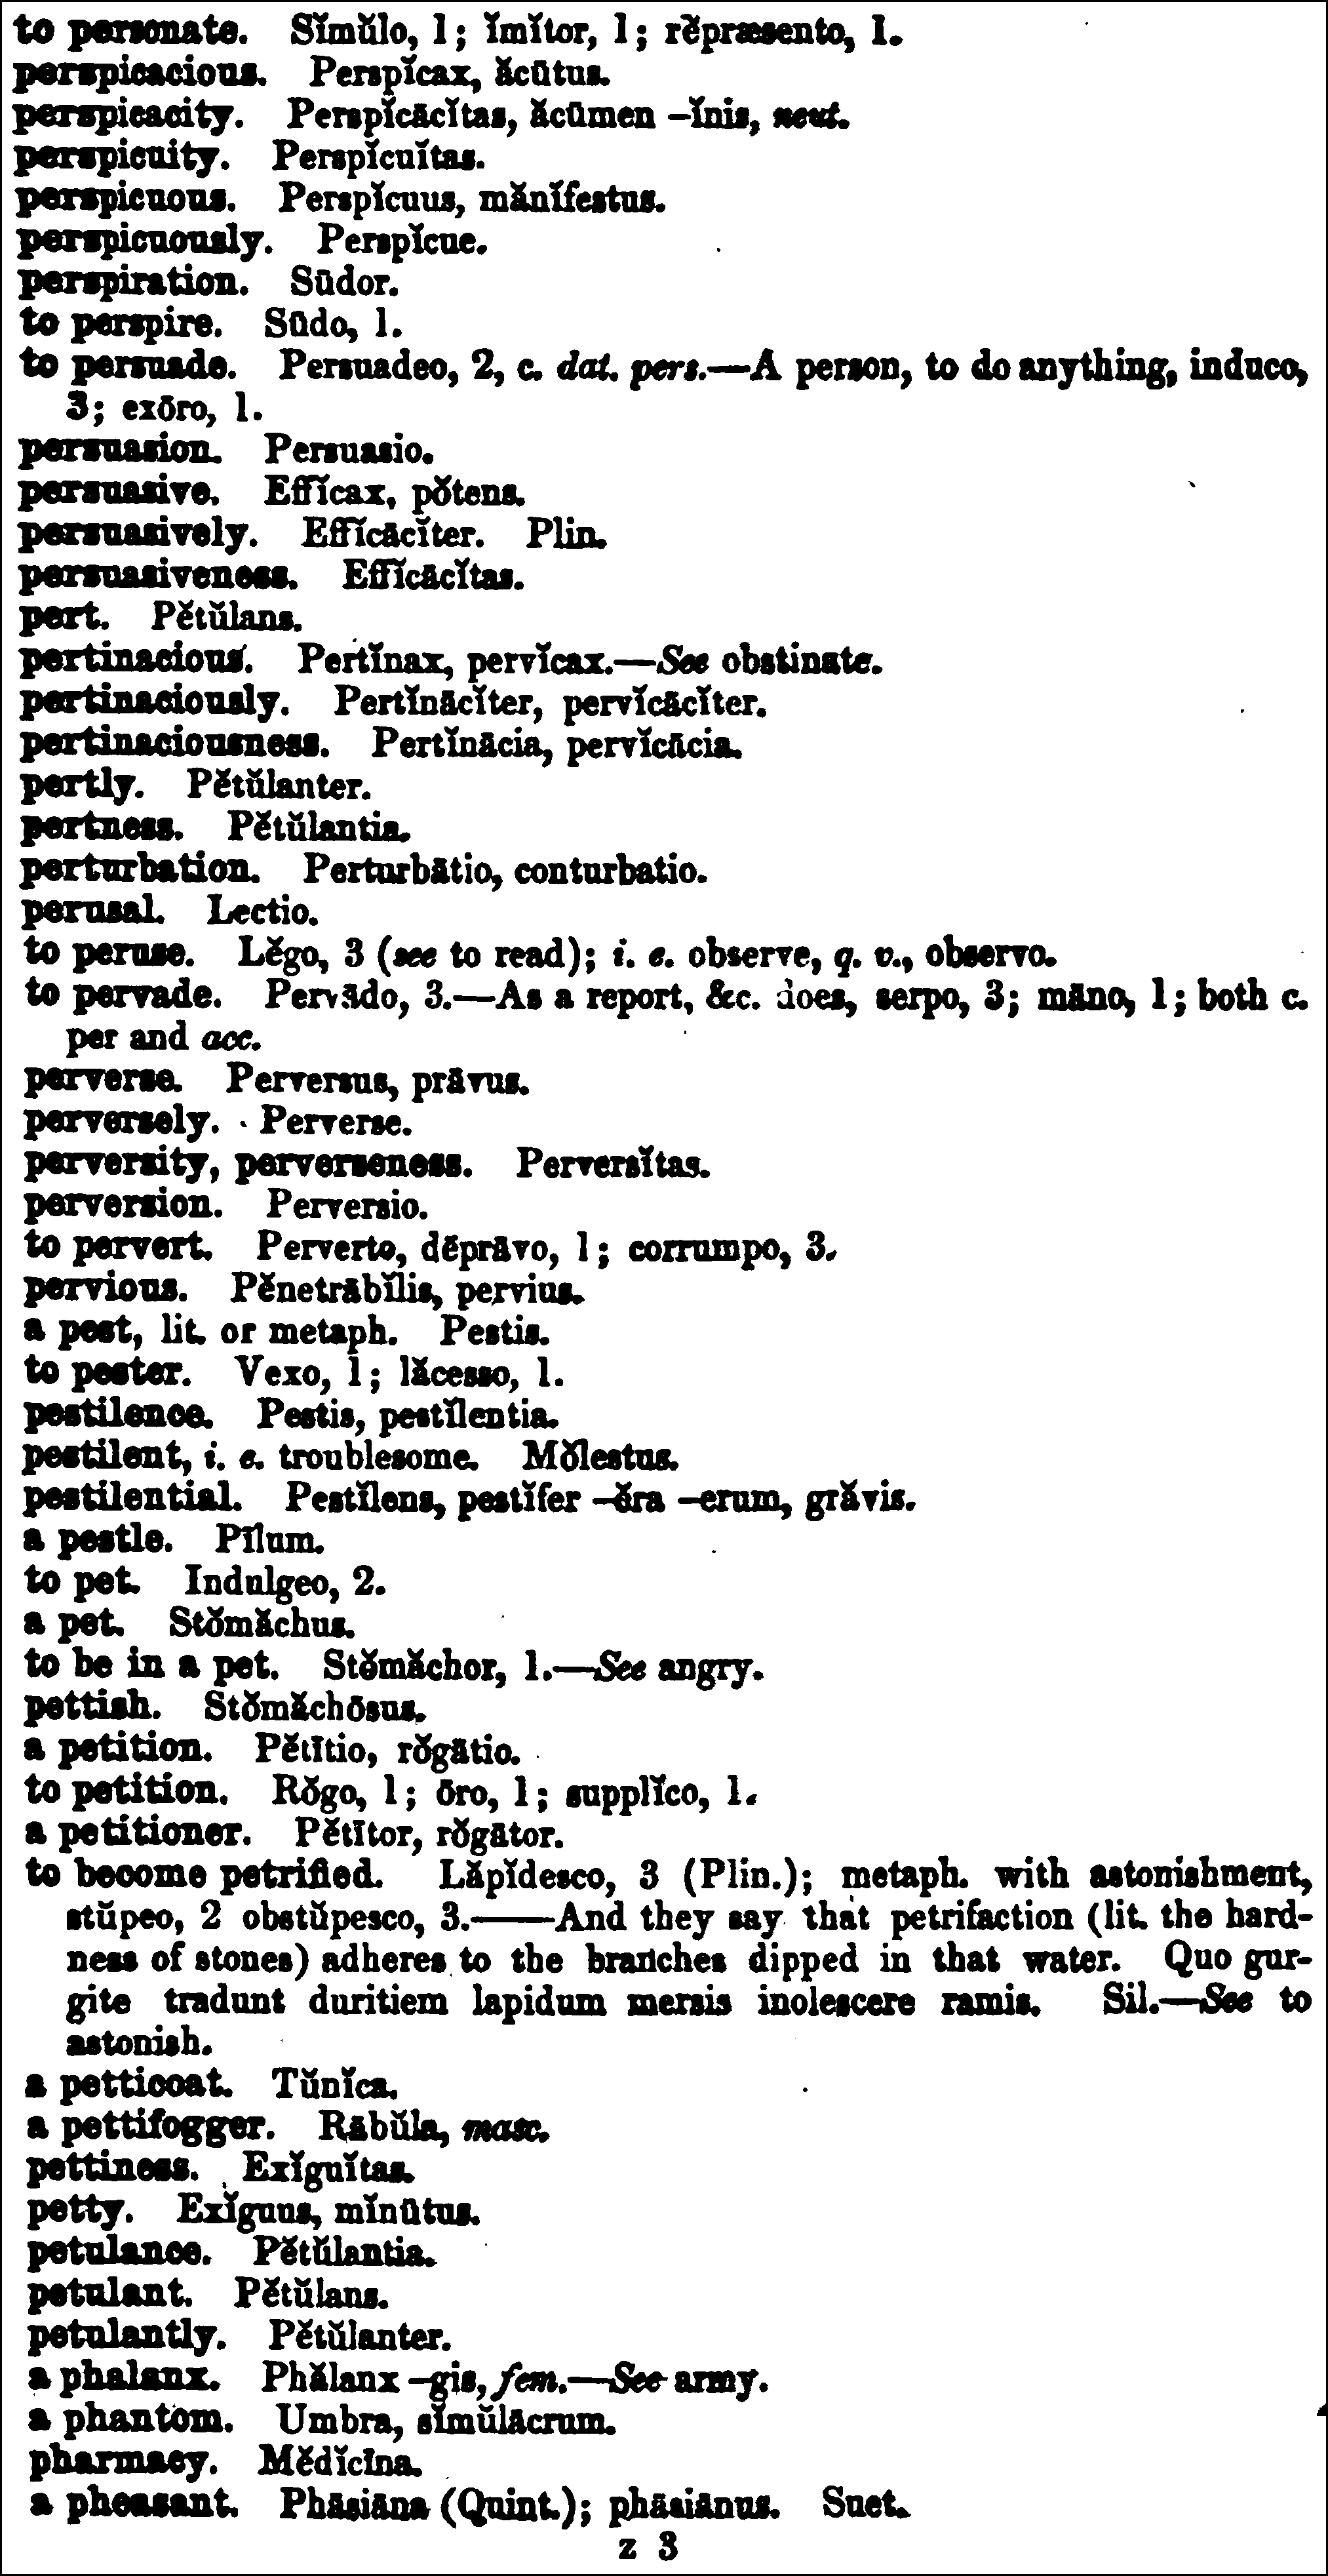 to personate. Sĭmŭlo, 1; ĭmĭtor, 1; rĕpræsento, 1.
perspicacious. Perspĭcax, ăcūtus.
perspicacity. Perspĭcācĭtas, ăcūmen –ĭnis, neut.
perspicuity. Perspĭcuĭtas.
perspicuous. Perspĭcuus, mănĭfestus.
perspicuously. Perspĭcue.
perspiration. Sūdor.
to perspire. Sūdo, 1.
to persuade. Persuadeo, 2, c. dat. pers.—A person, to do anything, induco,
3; exōro, 1.
persuasion. Persuasio.
persuasive. Effĭcax, pŏtens.
persuasively. Effĭcācĭter. Plin.
persuasiveness. Effĭcācĭtas.
pert. Pĕtŭlans.
pertinacious. Pertĭnax, pervĭcax.—See obstinate.
pertinaciously. Pertĭnācĭter, pervĭcācĭter.
pertinaciousness. Pertĭnācia, pervĭcācia.
pertly. Pĕtŭlanter.
pertness. Pĕtŭlantia.
perturbation. Perturbātio, conturbatio.
perusal. Lectio.
to peruse. Lĕgo, 3 (see to read); i. e. observe, q. v., observo.
to pervade. Pervādo, 3.—As a report, &c. does, serpo, 3; māno, 1; both c.
per and acc.
perverse. Perversus, prāvus.
perversely. Perverse.
perversity, perverseness. Perversĭtas.
perversion. Perversio.
to pervert. Perverto, dēprāvo, 1; corrumpo, 3.
pervious. Pĕnetrābĭlis, pervius.
a pest, lit. or metaph. Pestis.
to pester. Vexo, 1; lăcesso, 1.
pestilence. Pestis, pestĭlentia.
pestilent, i. e. troublesome. Mŏlestus.
pestilential. Pestĭlens, pestĭfer –ĕra –erum, grăvis.
a pestle. Pīlum.
to pet. Indulgeo, 2.
a pet. Stŏmăchus.
to be in a pet. Stŏmăchor, 1.—See angry.
pettish. Stŏmăchōsus.
a petition. Pĕtītio, rŏgātio.
to petition. Rŏgo, 1; ōro, 1; supplĭco, 1.
a petitioner. Pĕtītor, rŏgātor.
to become petrified. Lăpĭdesco, 3 (Plin.); metaph. with astonishment,
stŭpeo, 2 obstŭpesco, 3.——And they say that petrifaction (lit. the hard-
ness of stones) adheres to the branches dipped in that water. Quo gur-
gite tradunt duritiem lapidum mersis inolescere ramis. Sil.—See to
astonish.
a petticoat. Tŭnĭca.
a pettifogger. Răbŭla, masc.
pettiness. Exĭguĭtas.
petty. Exĭguus, mĭnūtus.
petulance. Pĕtŭlantia.
petulant. Pĕtŭlans.
petulantly. Pĕtŭlanter.
a phalanx. Phălanx –gis, fem.—See army.
a phantom. Umbra, sĭmŭlācrum.
pharmacy. Mĕdĭcīna.
a pheasant. Phāsiāna (Quint.); phāsiānus. Suet.
z 3